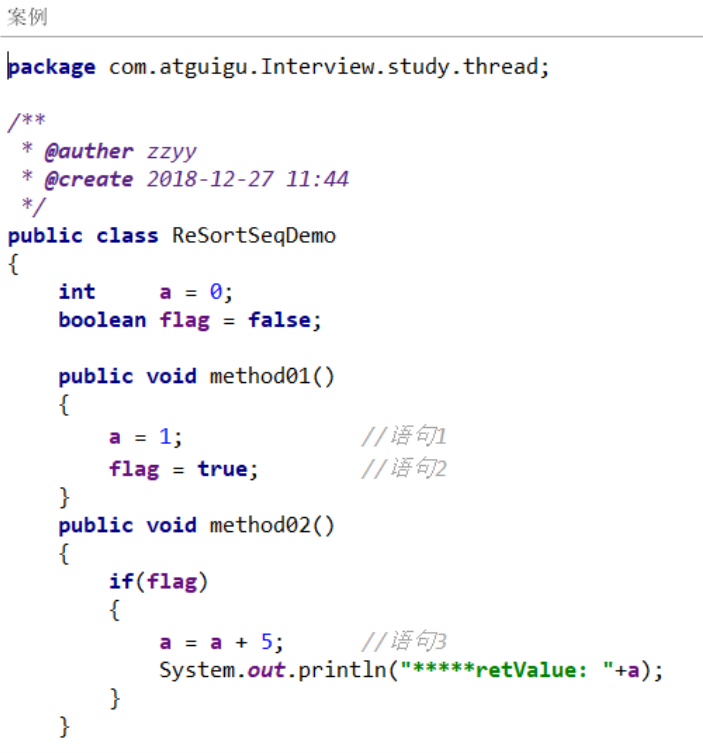 案例
package com.atguigu.Interview.study.thread;
/**
 * @auther zzyy
 * @create 2018-12-27 11:44
 */
public class ReSortSeqDemo
{
    int     a = 0;
    boolean flag = false;
    public void method01()
    {
        a = 1;              //语句1
        flag = true;        //语句2
    }
    public void method02()
    {
        if(flag)
        {
            a = a + 5;      //语句3
            System.out.println("*****retValue: "+a);
        }
    }